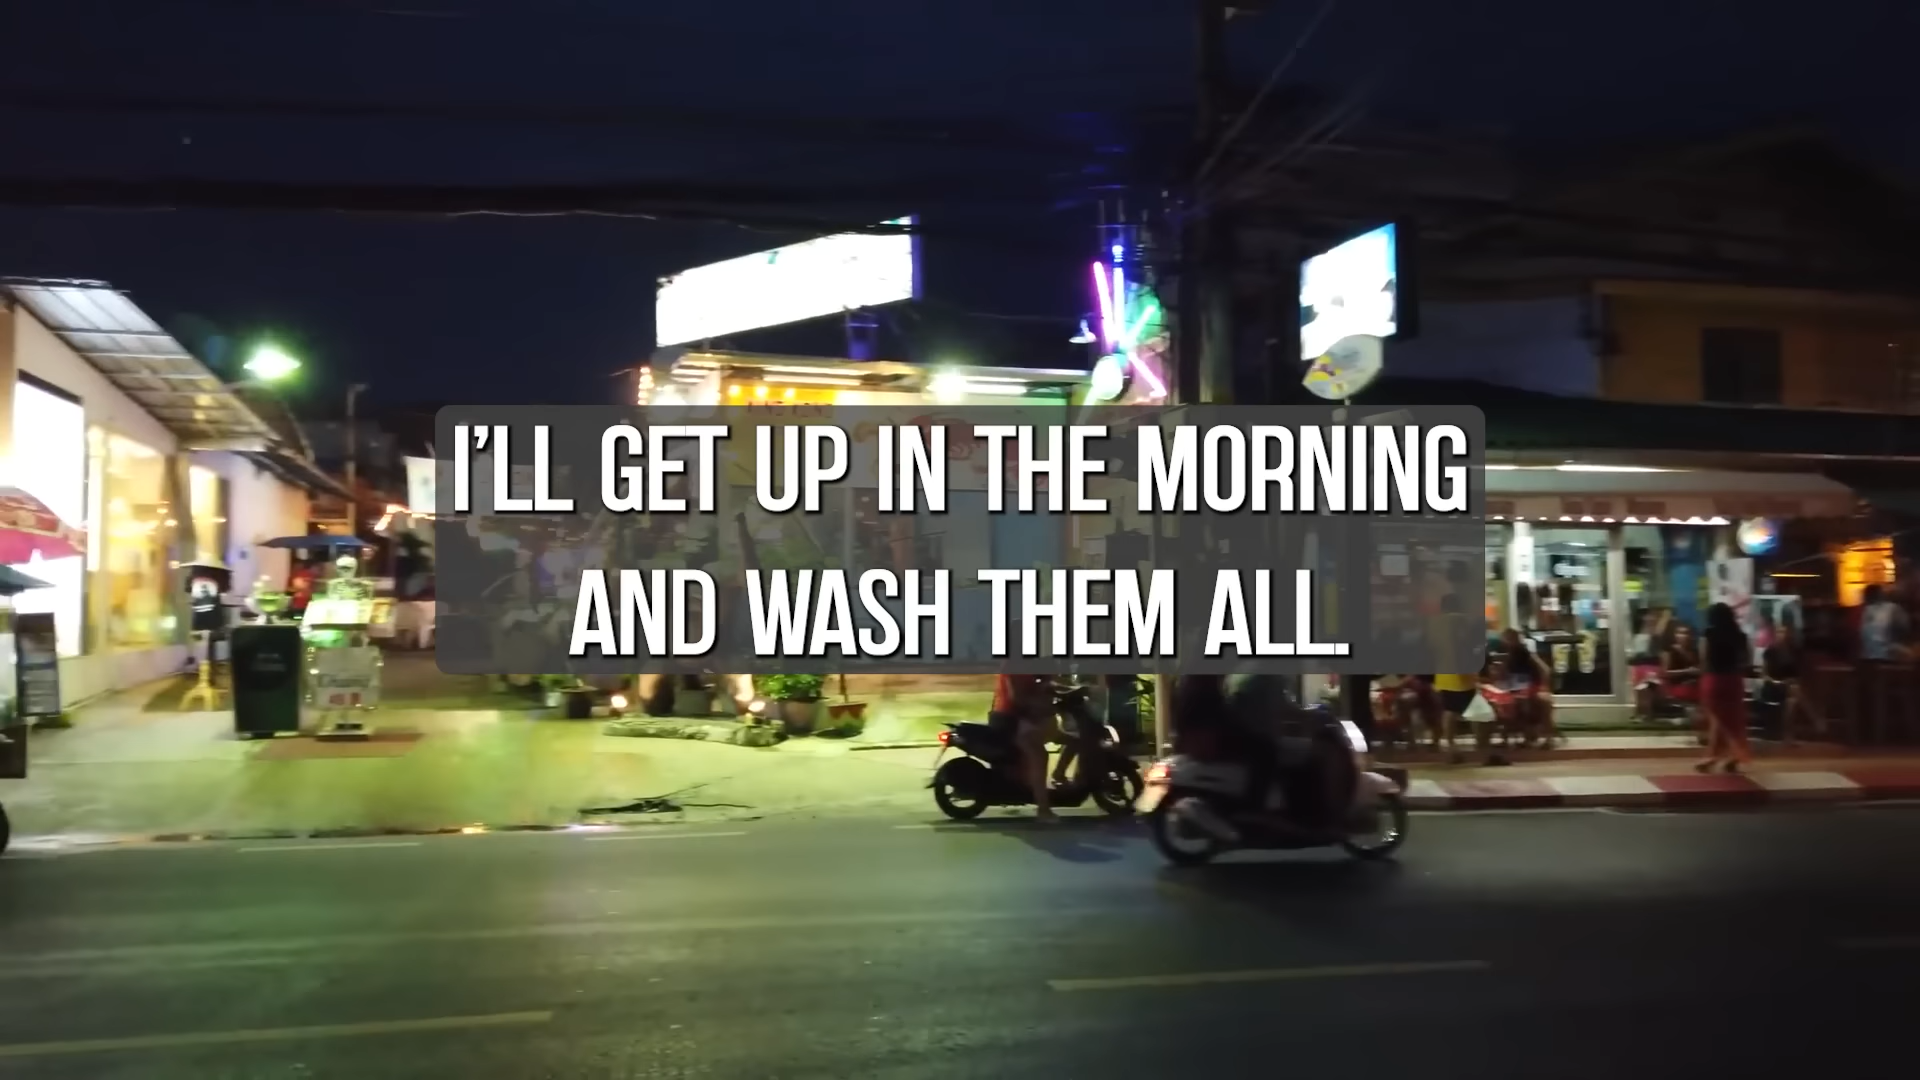 I'LL GET UP IN THE MORNING
AND WASH THEM ALL.